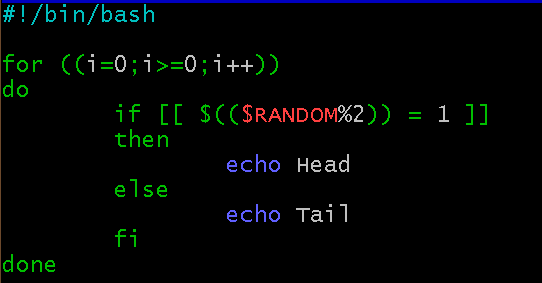 #!/bin/bash
for ((i=0;i>=0;i++))
do
if [[ $(($RANDOM%2)) = 1 ]]
then
echo Head
else
echo Tail
fi
done